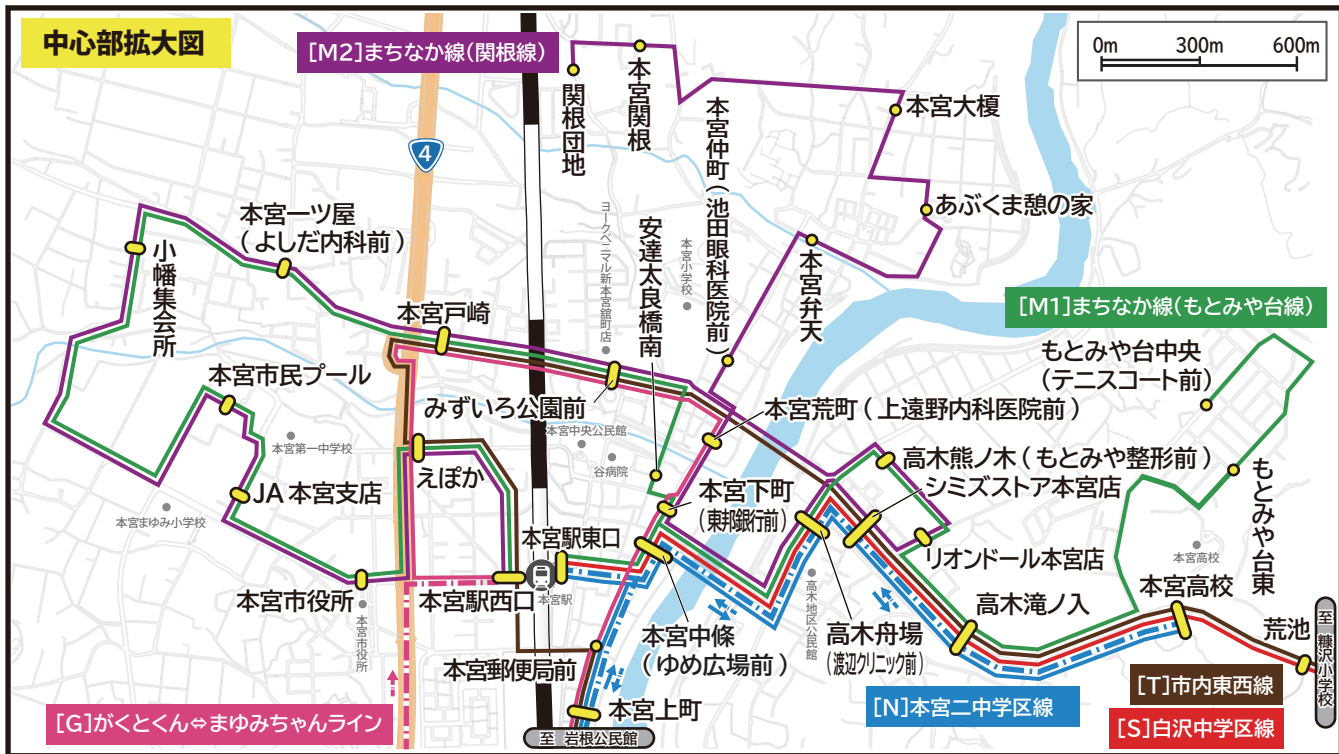 中心部拡大図
[M2]まちなか線(関根線)
0m 300m 600m
4
関根団地
本宮関根
本宮大榎
あぶくま憩の家
本宮弁天
本宮仲町(池田眼科医院前)
本宮小学校
安達太良橋南
ヨークベニマル新本宮舘町店
本宮一ツ屋
(よしだ内科前)
小幡集会所
本宮戸崎
[M1]まちなか線(もとみや台線)
もとみや台中央
(テニスコート前)
本宮市民プール
みずいろ公園前
本宮荒町(上遠野内科医院前)
本宮第一中学校
本宮中央公民館
谷病院
えぽか
高木熊ノ木(もとみや整形前)
シミズストア本宮店
もとみや台東
JA本宮支店
本宮まゆみ小学校
本宮下町
(東邦銀行前)
本宮駅東口
リオンドール本宮店
本宮高校
本宮高校
本宮市役所
本宮市役所
本宮駅西口
本宮駅
高木地区公民館
高木滝ノ入
本宮中條
(ゆめ広場前)
高木舟場
(渡辺クリニック前)
荒池
至 糠沢小学校
本宮郵便局前
本宮上町
至 岩根公民館
[G]がくとくん⇔まゆみちゃんライン
[N]本宮二中学区線
[T]市内東西線
[S]白沢中学区線